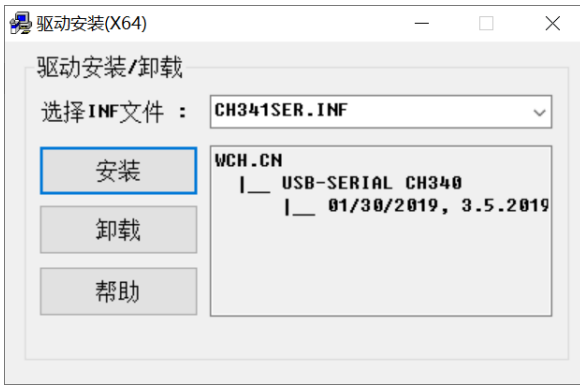 驱动安装(X64)
驱动安装/卸载
选择INF文件 : CH341SER.INF
安装
卸载
帮助
WCH.CN
|__ USB-SERIAL CH340
|__ 01/30/2019, 3.5.2019